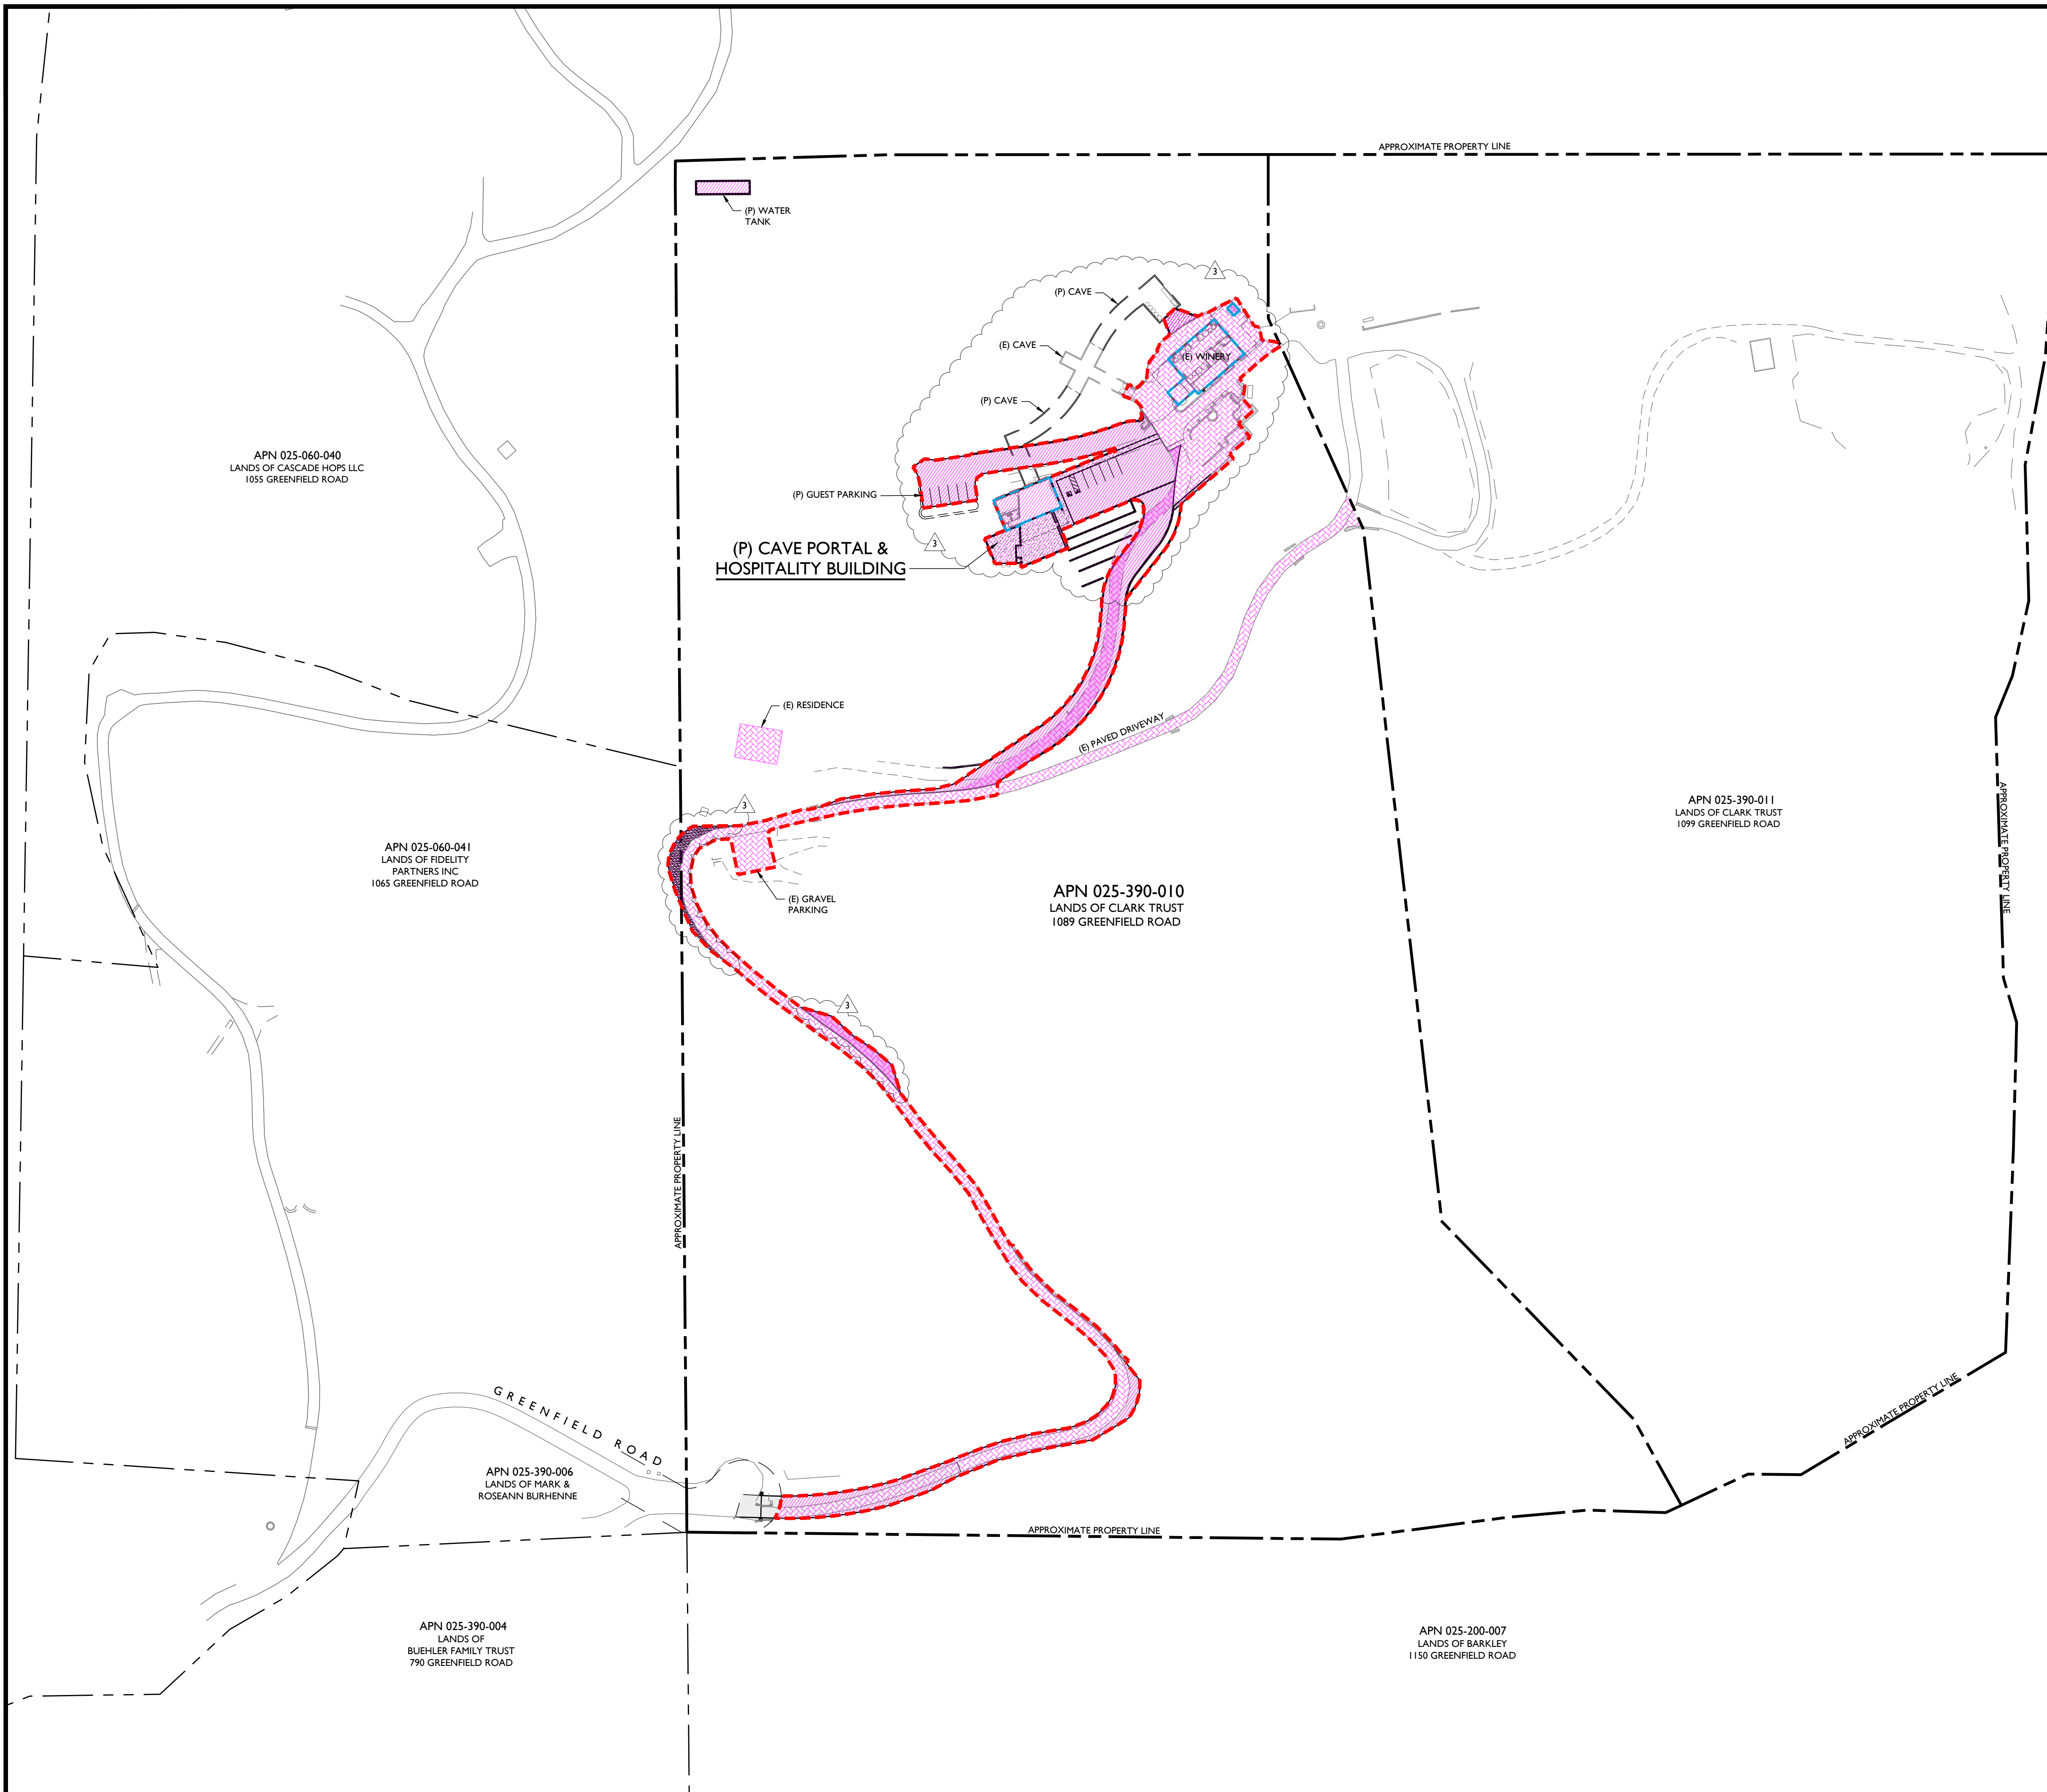 APPROXIMATE PROPERTY LINE
(P) WATER
TANK
3
(P) CAVE
(E) CAVE
(E) WINERY
(P) CAVE
APN 025-060-040
LANDS OF CASCADE HOPS LLC
1055 GREENFIELD ROAD
(P) GUEST PARKING
3
(P) CAVE PORTAL &
HOSPITALITY BUILDING
(E) RESIDENCE
(E) PAVED DRIVEWAY
3
APN 025-390-011
LANDS OF CLARK TRUST
1099 GREENFIELD ROAD
APPROXIMATE PROPERTY LINE
APN 025-060-041
LANDS OF FIDELITY
PARTNERS INC
1065 GREENFIELD ROAD
(E) GRAVEL
PARKING
APN 025-390-010
LANDS OF CLARK TRUST
1089 GREENFIELD ROAD
3
APPROXIMATE PROPERTY LINE
GREENFIELD ROAD
APPROXIMATE PROPERTY LINE
APN 025-390-006
LANDS OF MARK &
ROSEANN BURHENNE
APPROXIMATE PROPERTY LINE
APN 025-390-004
LANDS OF
BUEHLER FAMILY TRUST
790 GREENFIELD ROAD
APN 025-200-007
LANDS OF BARKLEY
1150 GREENFIELD ROAD